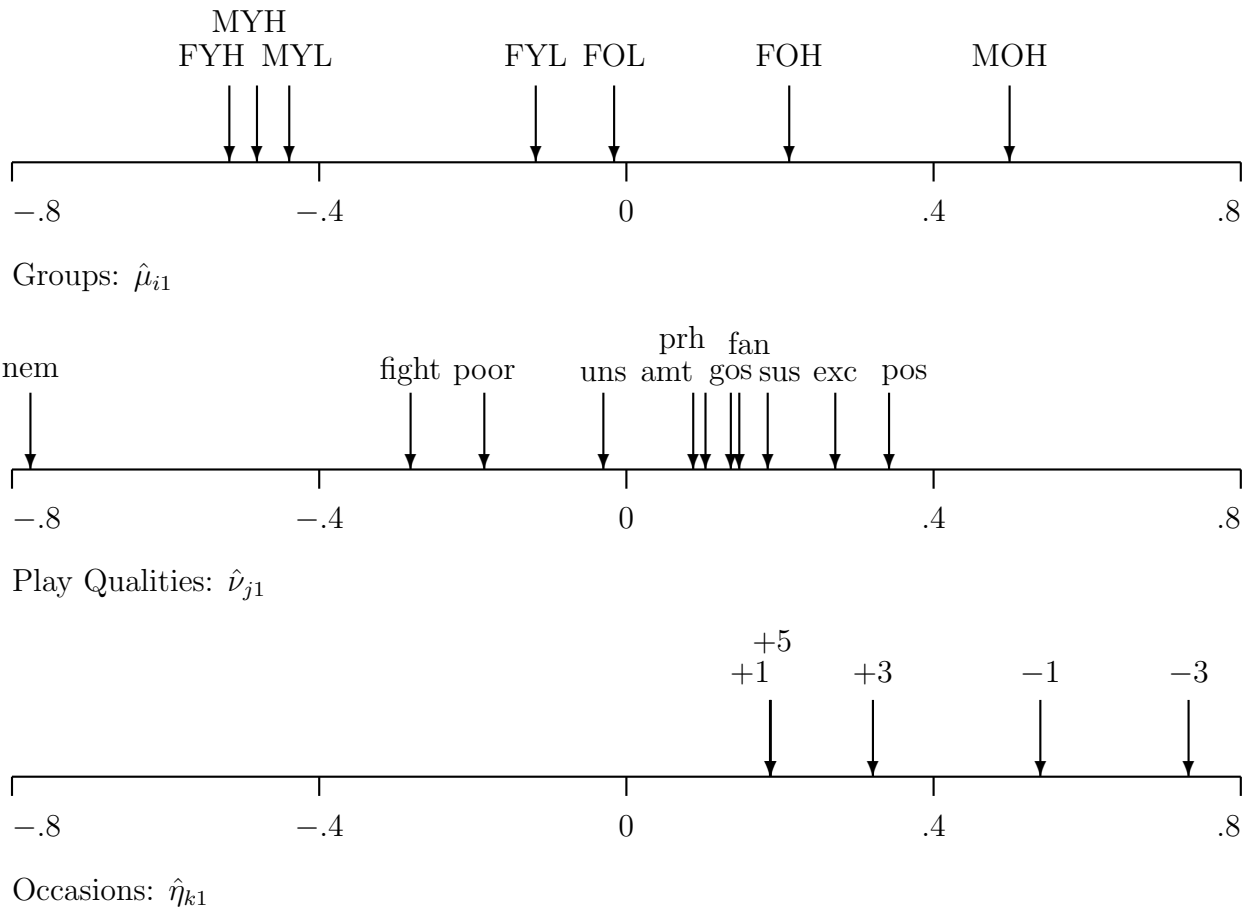 MYH
FYH MYL FYL FOL FOH MOH
−.8 −.4 0 .4 .8
Groups: μ̂i1
prh fan
nem fight poor uns amt gos sus exc pos
−.8 −.4 0 .4 .8
Play Qualities: ν̂j1
+5
+1 +3 −1 −3
−.8 −.4 0 .4 .8
Occasions: η̂k1